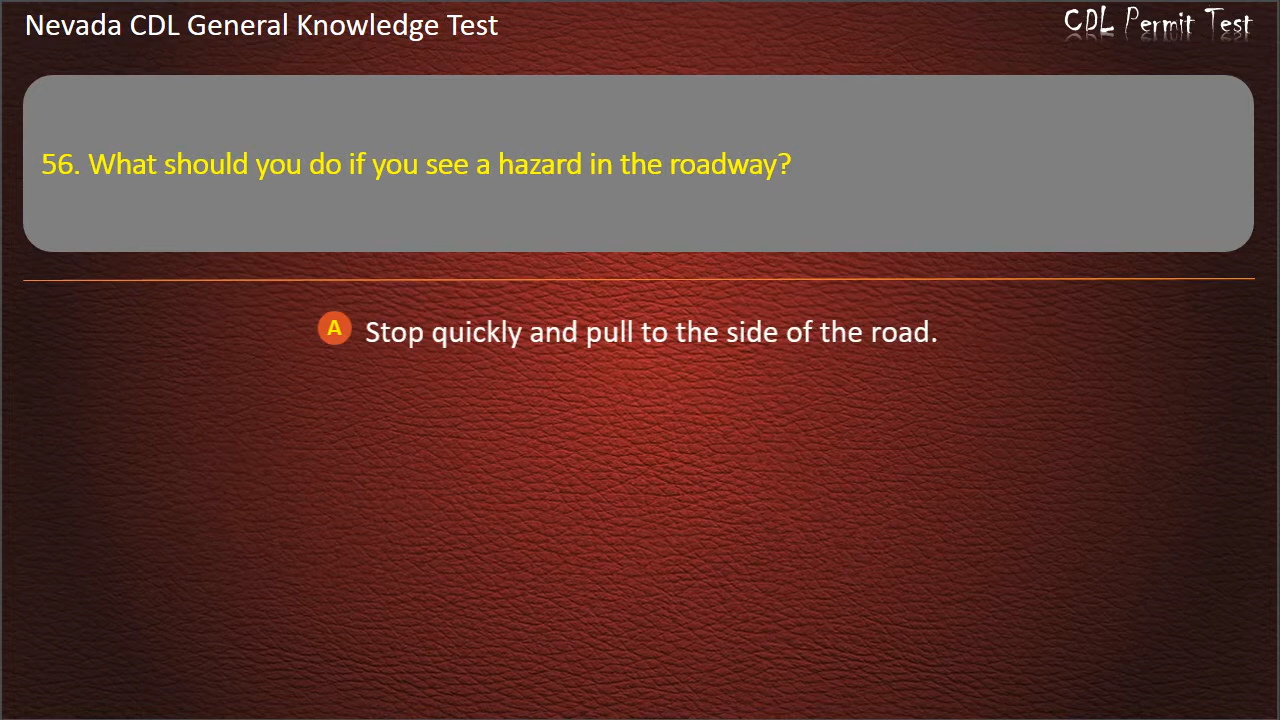 Nevada CDL General Knowledge Test
CDL Permit Test
56. What should you do if you see a hazard in the roadway?
A Stop quickly and pull to the side of the road.